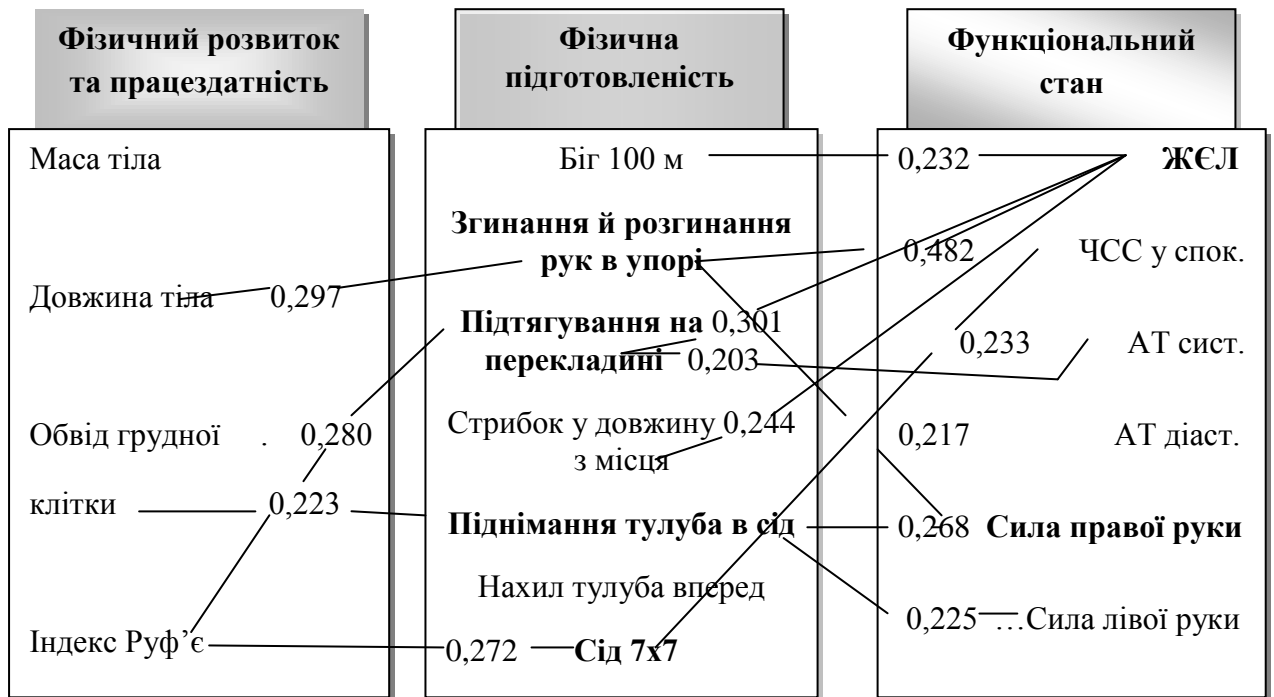 Фізичний розвиток
та працездатність
Маса тіла
Довжина тіла 0,297
Обвід грудної . 0,280
клітки 0,223
Індекс Руф’є
Фізична
підготовленість
Біг 100 м
Згинання й розгинання
рук в упорі
Підтягування на 0,301
перекладині 0,203
Стрибок у довжину 0,244
з місця
Піднімання тулуба в сід
Нахил тулуба вперед
0,272 Сід 7х7
Функціональний
стан
0,232 ЖЄЛ
0,482 ЧСС у спок.
0,233 АТ сист.
0,217 АТ діаст.
0,268 Сила правої руки
0,225 …Сила лівої руки